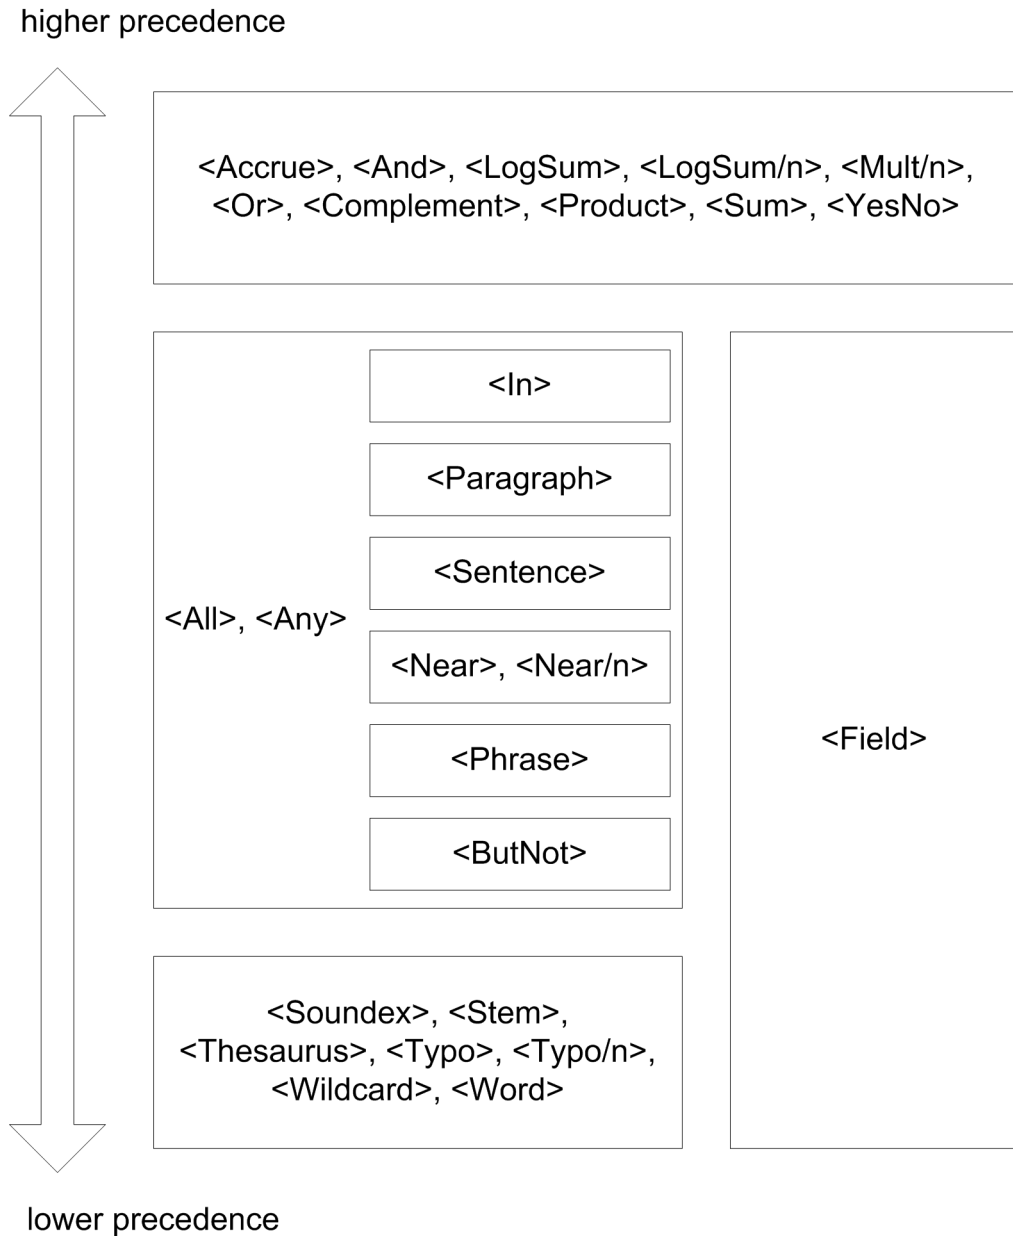 higher precedence
<Accrue>, <And>, <LogSum>, <LogSum/n>, <Mult/n>,
<Or>, <Complement>, <Product>, <Sum>, <YesNo>
<In>
<Paragraph>
<Sentence>
<All>, <Any>
<Near>, <Near/n>
<Field>
<Phrase>
<ButNot>
<Soundex>, <Stem>,
<Thesaurus>, <Typo>, <Typo/n>,
<Wildcard>, <Word>
lower precedence